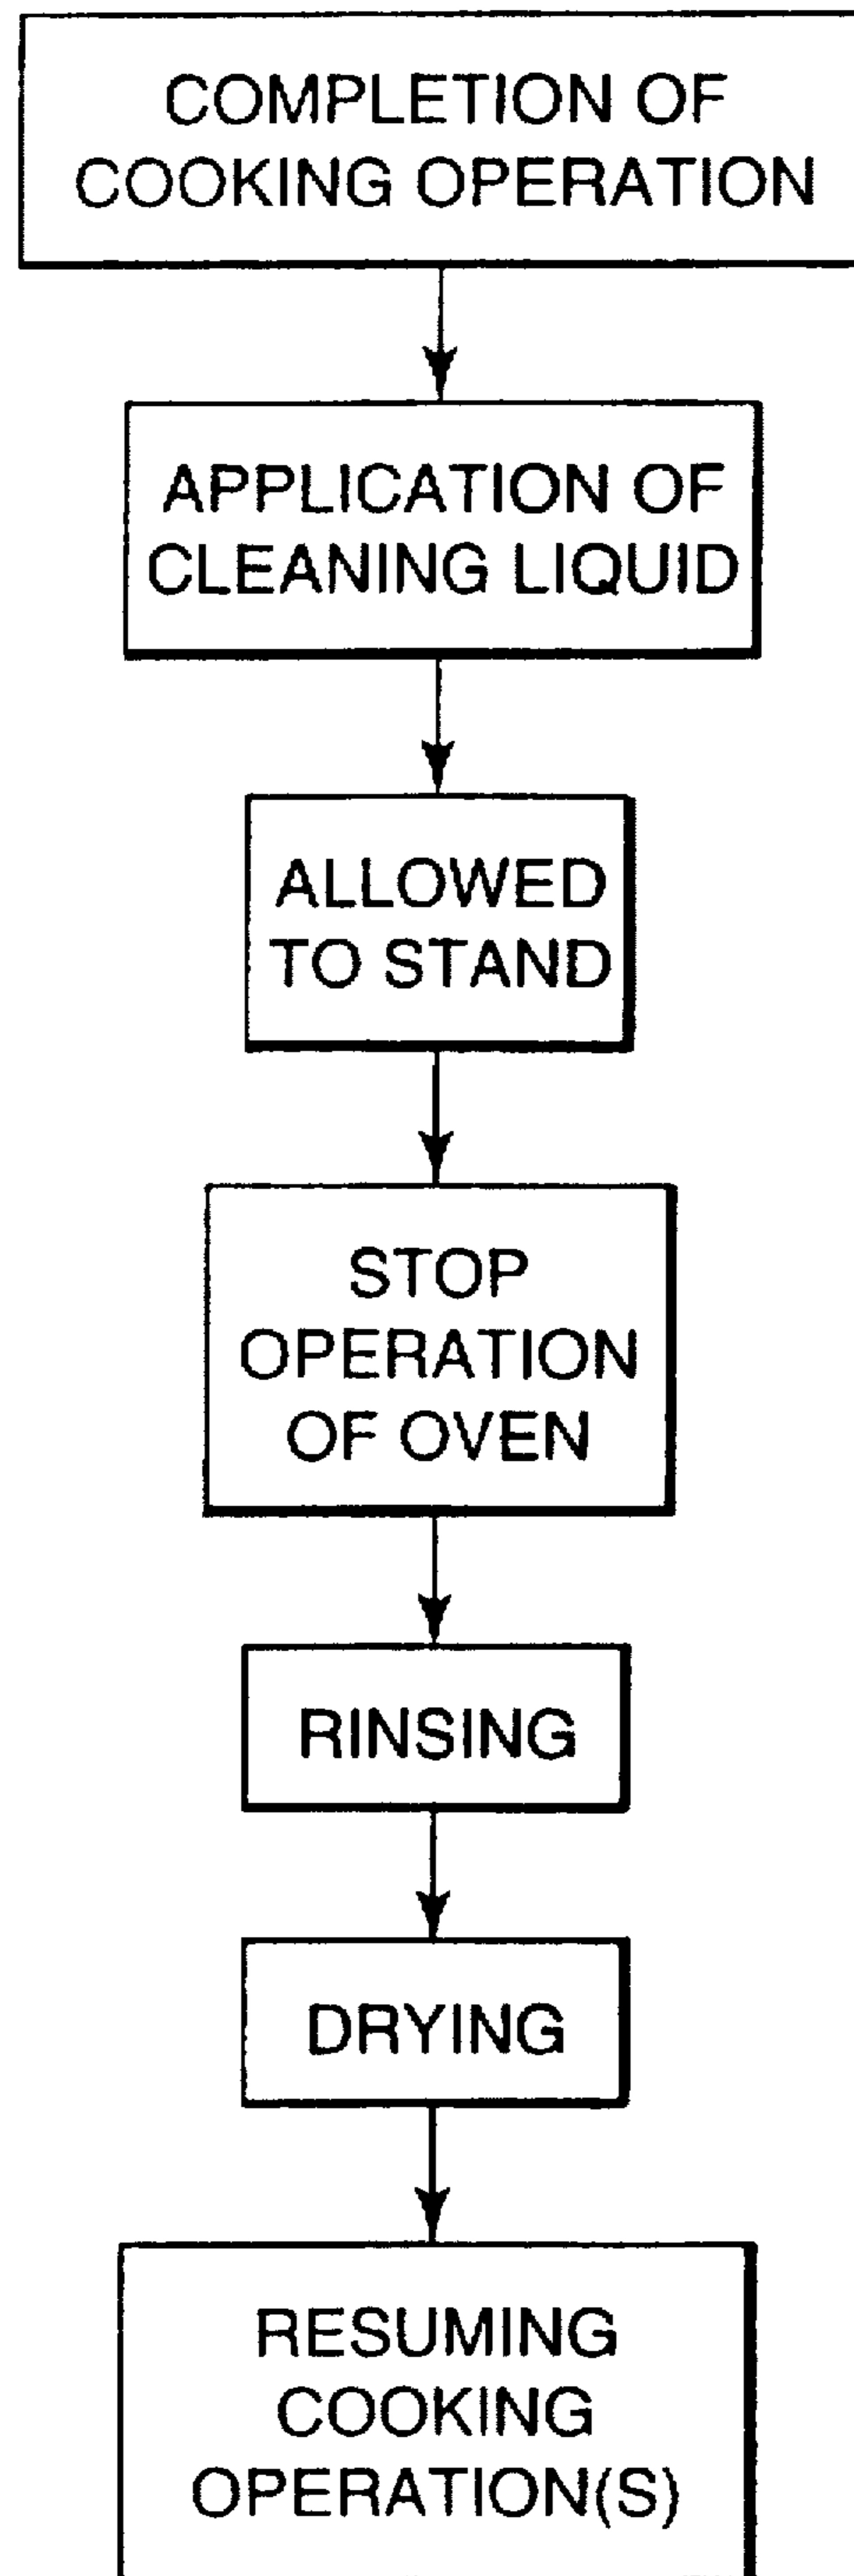 COMPLETION OF
COOKING OPERATION
APPLICATION OF
CLEANING LIQUID
ALLOWED
TO STAND
STOP
OPERATION
OF OVEN
RINSING
DRYING
RESUMING
COOKING
OPERATION(S)